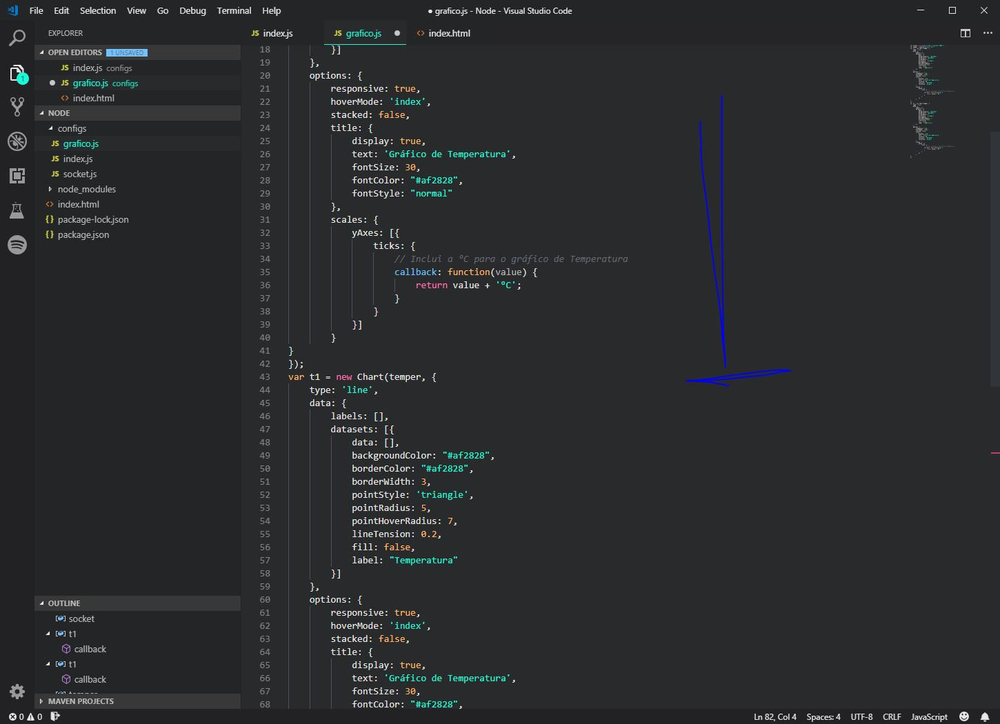 File Edit Selection View Go Debug Terminal Help
● grafico.js - Node - Visual Studio Code
EXPLORER
OPEN EDITORS 1 UNSAVED
JS index.js configs
JS grafico.js configs
<> index.html
NODE
configs
JS grafico.js
JS index.js
JS socket.js
node_modules
<> index.html
{} package-lock.json
{} package.json
1
OUTLINE
socket
t1
callback
t1
callback
MAVEN PROJECTS
JS index.js
JS grafico.js
<> index.html
18 }]
19 },
20 options: {
21 responsive: true,
22 hoverMode: 'index',
23 stacked: false,
24 title: {
25 display: true,
26 text: 'Gráfico de Temperatura',
27 fontSize: 30,
28 fontColor: "#af2828",
29 fontStyle: "normal"
30 },
31 scales: {
32 yAxes: [{
33 ticks: {
34 // Inclui a ºC para o gráfico de Temperatura
35 callback: function(value) {
36 return value + 'ºC';
37 }
38 }
39 }]
40 }
41 }
42 });
43 var t1 = new Chart(temper, {
44 type: 'line',
45 data: {
46 labels: [],
47 datasets: [{
48 data: [],
49 backgroundColor: "#af2828",
50 borderColor: "#af2828",
51 borderWidth: 3,
52 pointStyle: 'triangle',
53 pointRadius: 5,
54 pointHoverRadius: 7,
55 lineTension: 0.2,
56 fill: false,
57 label: "Temperatura"
58 }]
59 },
60 options: {
61 responsive: true,
62 hoverMode: 'index',
63 stacked: false,
64 title: {
65 display: true,
66 text: 'Gráfico de Temperatura',
67 fontSize: 30,
68 fontColor: "#af2828",
0 0
Ln 82, Col 4 Spaces: 4 UTF-8 CRLF JavaScript